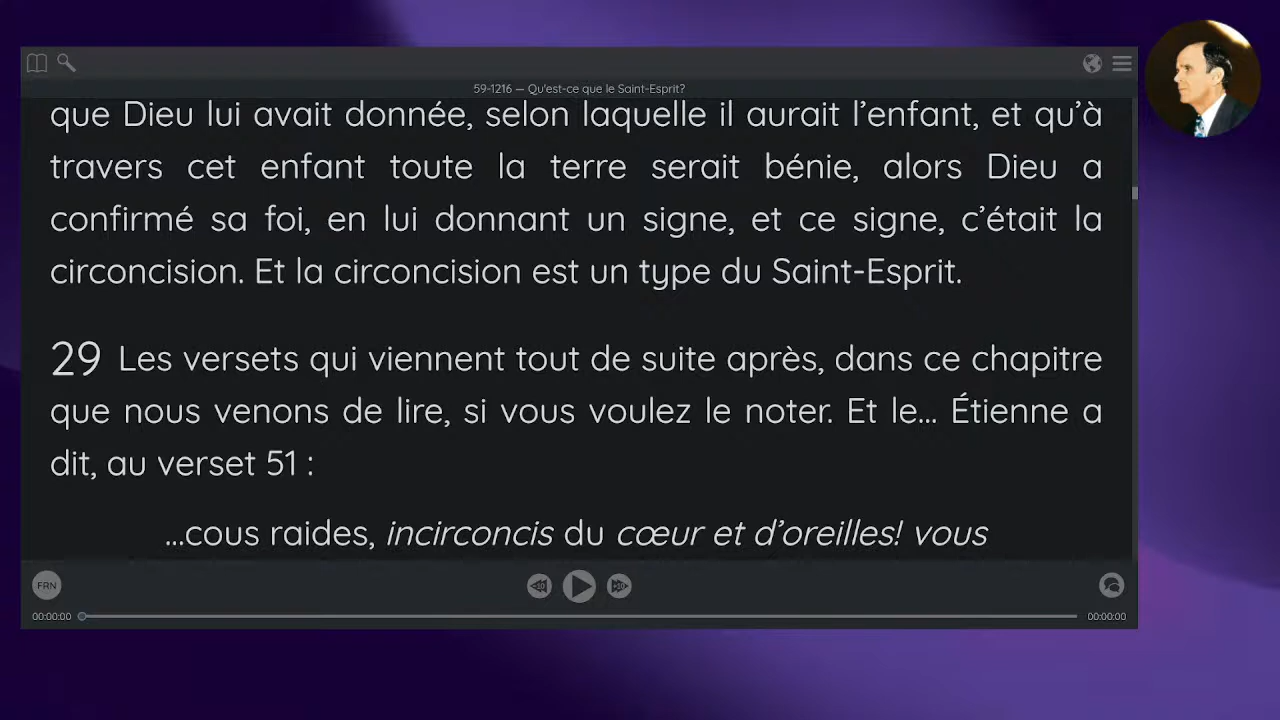 59-1216 — Qu'est-ce que le Saint-Esprit?
que Dieu lui avait donnée, selon laquelle il aurait l’enfant, et qu’à
travers cet enfant toute la terre serait bénie, alors Dieu a
confirmé sa foi, en lui donnant un signe, et ce signe, c’était la
circoncision. Et la circoncision est un type du Saint-Esprit.
29 Les versets qui viennent tout de suite après, dans ce chapitre
que nous venons de lire, si vous voulez le noter. Et le... Étienne a
dit, au verset 51 :
...cous raides, incirconcis du cœur et d’oreilles! vous
FRN
00:00:00
00:00:00